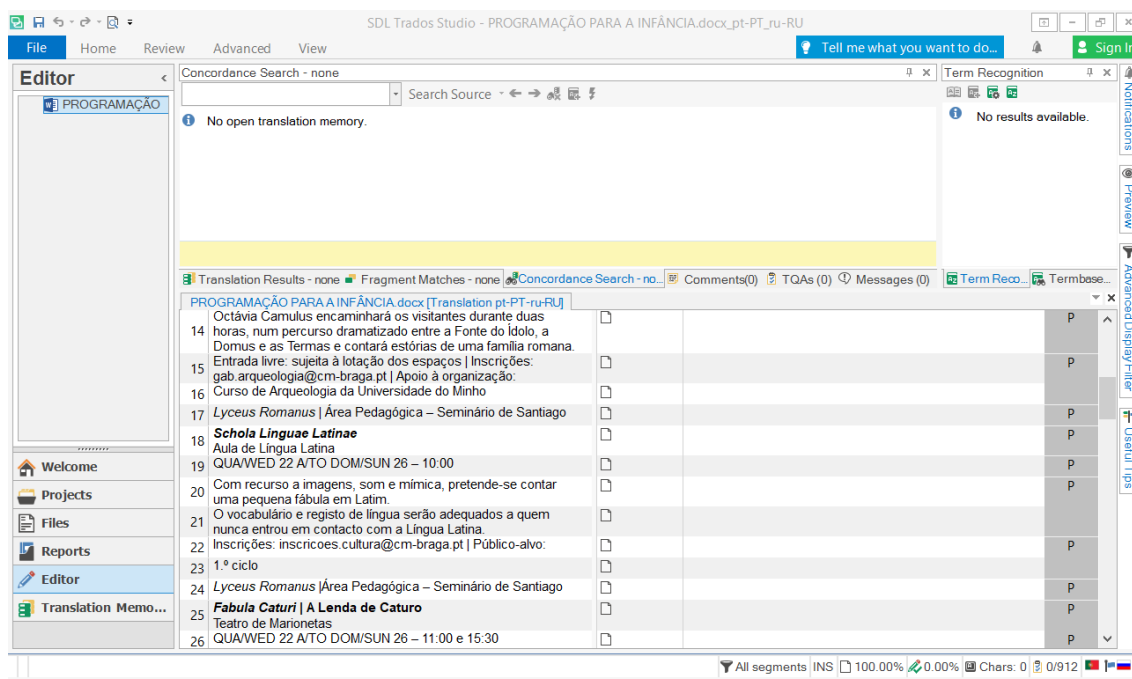 SDL Trados Studio - PROGRAMAÇÃO PARA A INFÂNCIA.docx_pt-PT_ru-RU
File Home Review Advanced View
Tell me what you want to do...
Sign In
Editor
PROGRAMAÇÃO
Concordance Search - none
Search Source
No open translation memory.
Term Recognition
No results available.
Notifications
Preview
Advanced Display Filter
Useful Tips
Translation Results - none Fragment Matches - none Concordance Search - no... Comments(0) TQAs (0) Messages (0)
Term Reco... Termbase...
PROGRAMAÇÃO PARA A INFÂNCIA.docx [Translation pt-PT-ru-RU]
Octávia Camulus encaminhará os visitantes durante duas
14 horas, num percurso dramatizado entre a Fonte do Ídolo, a
Domus e as Termas e contará estórias de uma família romana.
P
15 Entrada livre: sujeita à lotação dos espaços | Inscrições:
gab.arqueologia@cm-braga.pt | Apoio à organização:
P
16 Curso de Arqueologia da Universidade do Minho
17 Lyceus Romanus | Área Pedagógica – Seminário de Santiago P
18 Schola Linguae Latinae
Aula de Língua Latina
P
19 QUA/WED 22 A/TO DOM/SUN 26 – 10:00 P
20 Com recurso a imagens, som e mímica, pretende-se contar
uma pequena fábula em Latim.
P
21 O vocabulário e registo de língua serão adequados a quem
nunca entrou em contacto com a Língua Latina.
22 Inscrições: inscricoes.cultura@cm-braga.pt | Público-alvo: P
23 1.º ciclo
24 Lyceus Romanus |Área Pedagógica – Seminário de Santiago P
25 Fabula Caturi | A Lenda de Caturo
Teatro de Marionetas
P
26 QUA/WED 22 A/TO DOM/SUN 26 – 11:00 e 15:30 P
Welcome
Projects
Files
Reports
Editor
Translation Memo...
All segments INS 100.00% 0.00% Chars: 0 0/912